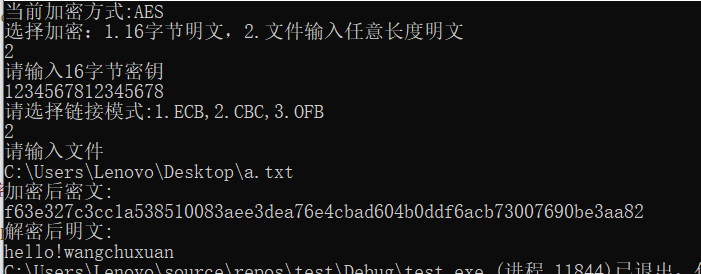 当前加密方式:AES
选择加密：1.16字节明文，2.文件输入任意长度明文
2
请输入16字节密钥
1234567812345678
请选择链接模式:1.ECB,2.CBC,3.OFB
2
请输入文件
C:\Users\Lenovo\Desktop\a.txt
加密后密文:
f63e327c3cc1a538510083aee3dea76e4cbad604b0ddf6acb73007690be3aa82
解密后明文:
hello!wangchuxuan
C:\Users\Lenovo\source\repos\test\Debug\test.exe (进程 11844)已退出，